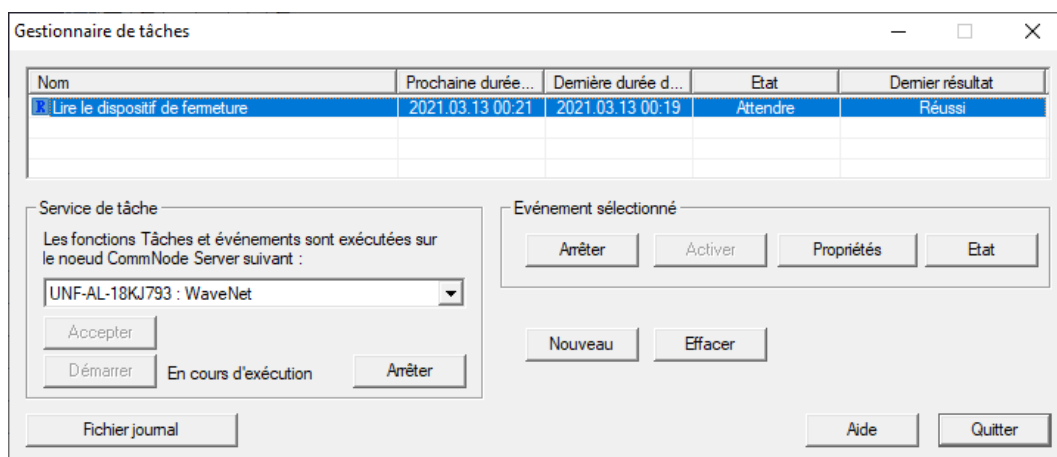 Gestionnaire de tâches
Nom Prochaine durée... Dernière durée d... Etat Dernier résultat
R Lire le dispositif de fermeture 2021.03.13 00:21 2021.03.13 00:19 Attendre Réussi
Service de tâche
Les fonctions Tâches et événements sont exécutées sur
le noeud CommNode Server suivant :
UNF-AL-18KJ793 : WaveNet
Accepter
Démarrer En cours d'exécution Arrêter
Evénement sélectionné
Arrêter Activer Propriétés Etat
Nouveau Effacer
Fichier journal Aide Quitter